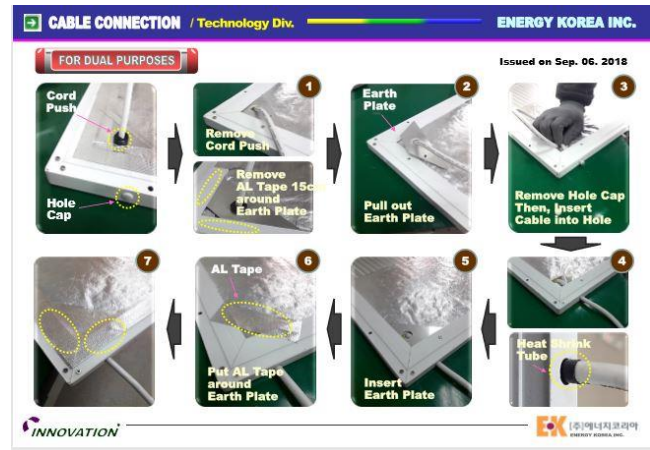 CABLE CONNECTION / Technology Div.
ENERGY KOREA INC.
FOR DUAL PURPOSES
Issued on Sep. 06. 2018
Cord
Push
Hole
Cap
1
Remove
Cord Push
Remove
AL Tape 15cm
around
Earth Plate
2
Earth
Plate
Pull out
Earth Plate
3
Remove Hole Cap
Then, Insert
Cable into Hole
4
Heat Shrink
Tube
5
Insert
Earth Plate
6
AL Tape
Put AL Tape
around
Earth Plate
7
INNOVATION
EK
[주]에너지코리아
ENERGY KOREA INC.